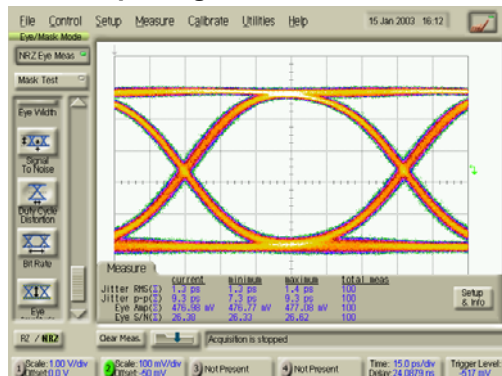 File Control Setup Measure Calibrate Utilities Help 15 Jan 2003 16:12
Eye/Mask Mode
NRZ Eye Meas
Mask Test
Eye Width
Signal
To Noise
Duty Cycle
Distortion
Bit Rate
Eye
Measure
current minimum maximum total meas
Jitter RMS(Σ) 1.3 ps 1.3 ps 1.4 ps 100
Jitter p-p(Σ) 9.3 ps 7.3 ps 9.3 ps 100
Eye Amp(Σ) 476.98 mV 476.77 mV 477.08 mV 100
Eye S/N(Σ) 26.38 26.33 26.62 100
Setup
& Info
RZ / NRZ
Clear Meas.
Acquisition is stopped
1 Scale: 1.00 V/div
Offset: 0.0 V
2 Scale: 100 mV/div
Offset: -50 mV
3 Not Present
4 Not Present
Time: 15.0 ps/div
Delay: 24.0879 ns
Trigger Level
-517 mV